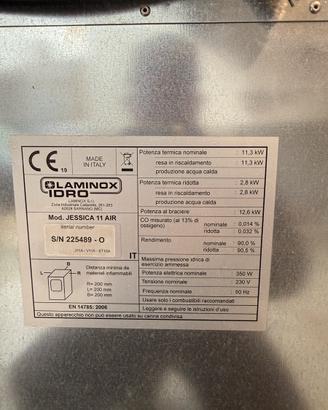 CE
19
MADE
IN ITALY
LAMINOX
IDRO
LAMINOX S.r.l.
62028 SARNANO (MC)
Mod. JESSICA 11 AIR
serial number
S/N 225489 - O
IT
B
L
R
Distanza minima da
materiali infiammabili
R= 200 mm
L= 200 mm
B= 200 mm
EN 14785: 2006
Questo apparecchio non può essere usato su canna condivisa
Potenza termica nominale 11,3 kW
resa in riscaldamento 11,3 kW
produzione acqua calda
Potenza termica ridotta 2,8 kW
resa in riscaldamento 2,8 kW
produzione acqua calda
Potenza al braciere 12,6 kW
CO misurato (al 13% di
ossigeno) nominale 0,014 %
ridotta 0,032 %
Rendimento nominale 90,0 %
ridotta 90,5 %
Massima pressione idrica di
esercizio ammessa
Potenza elettrica nominale 350 W
Tensione nominale 230 V
Frequenza nominale 50 Hz
Usare solo i combustibili raccomandati
Leggere e seguire le istruzioni d'uso